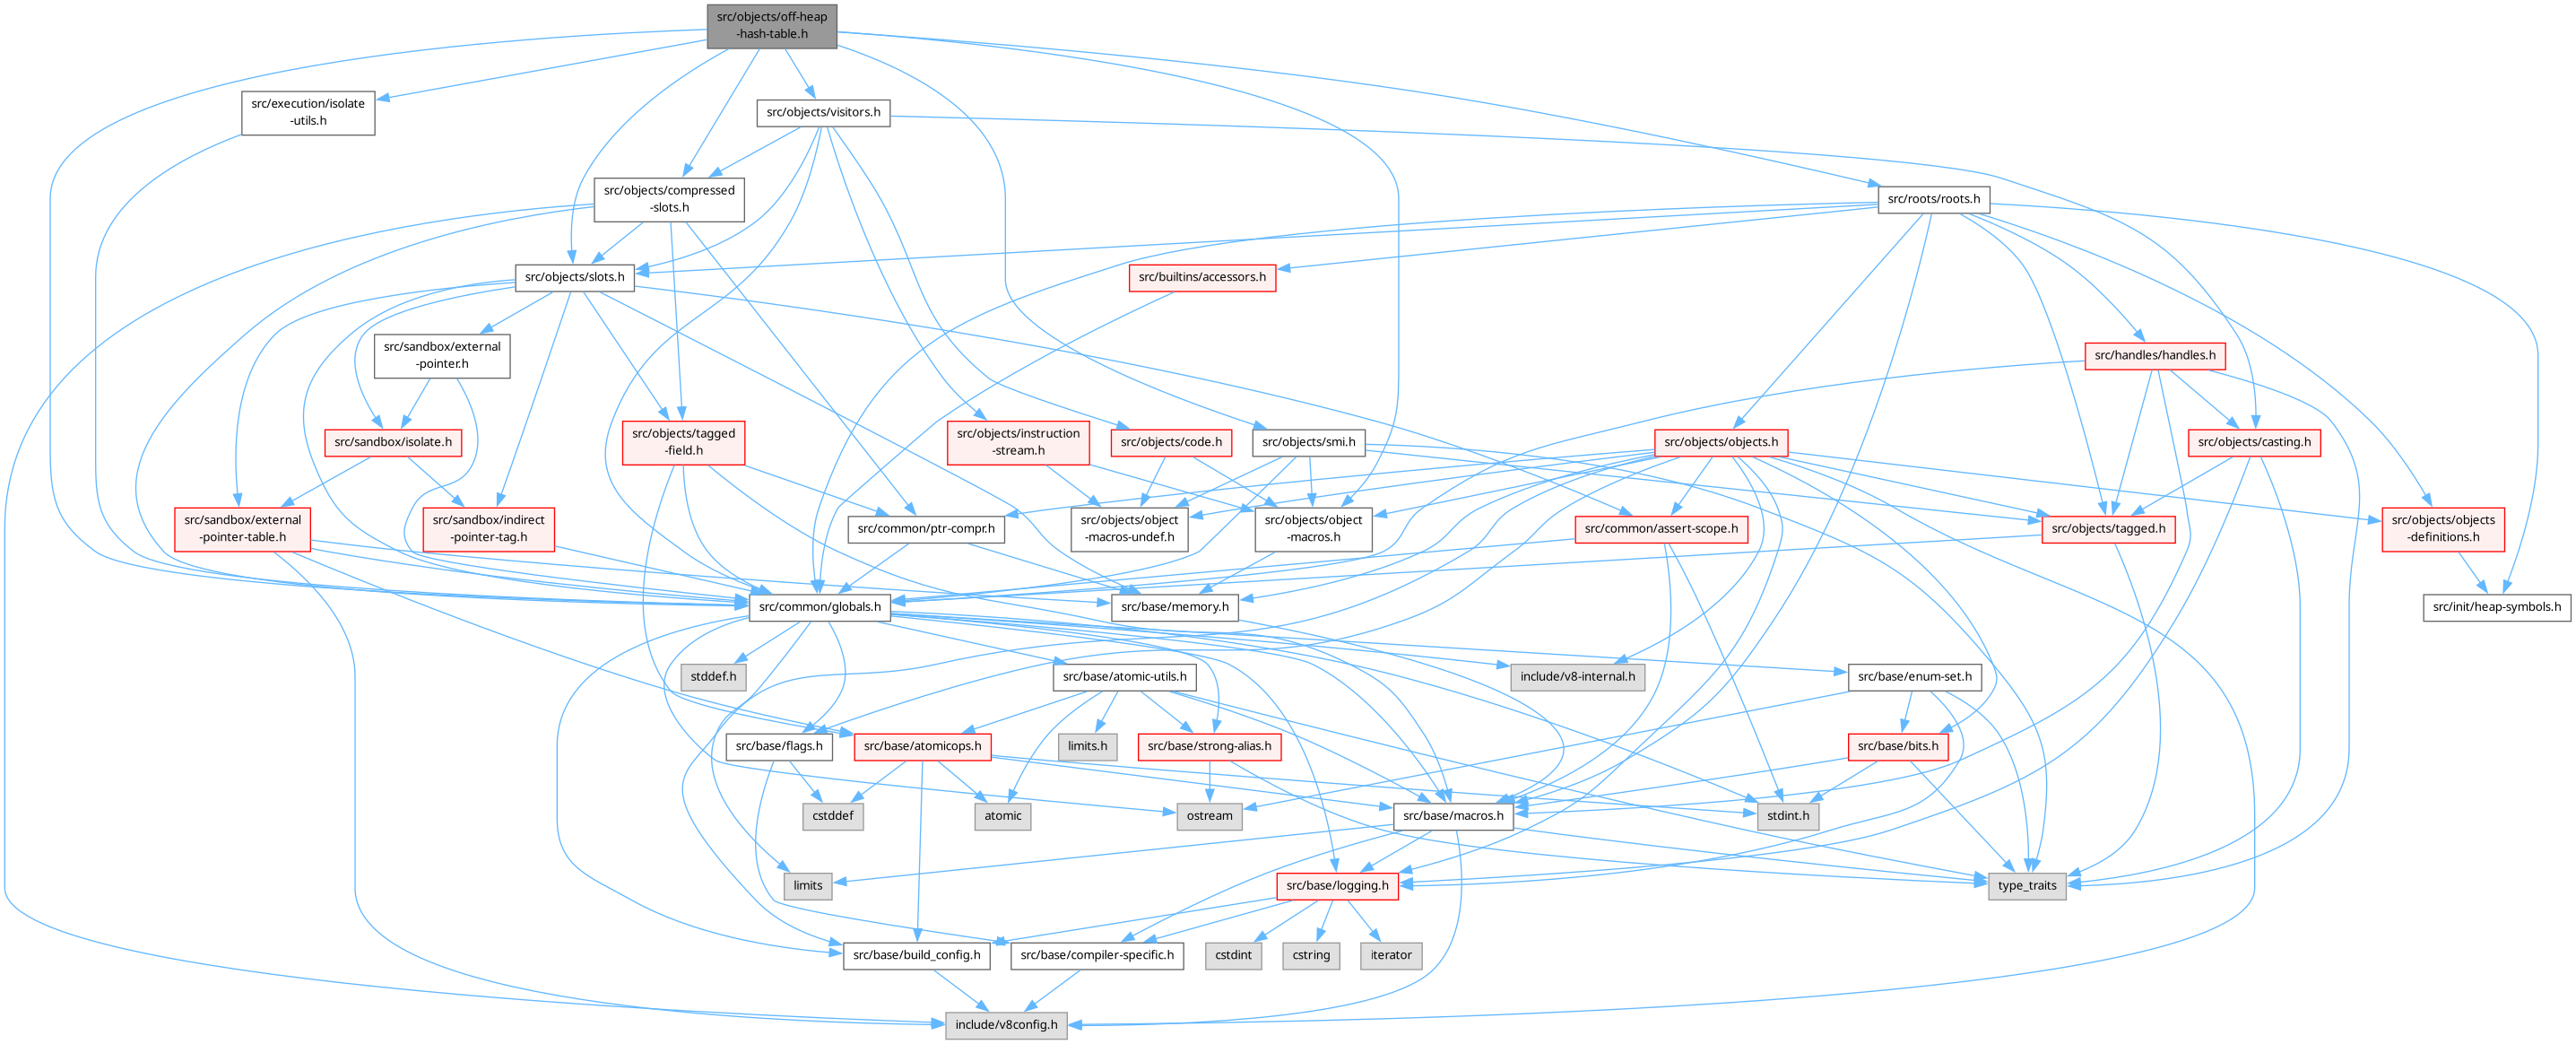 src/objects/off-heap
-hash-table.h
src/execution/isolate
-utils.h
src/objects/visitors.h
src/objects/compressed
-slots.h
src/roots/roots.h
src/objects/slots.h
src/builtins/accessors.h
src/sandbox/external
-pointer.h
src/handles/handles.h
src/sandbox/isolate.h
src/objects/tagged
-field.h
src/objects/instruction
-stream.h
src/objects/code.h
src/objects/smi.h
src/objects/objects.h
src/objects/casting.h
src/sandbox/external
-pointer-table.h
src/sandbox/indirect
-pointer-tag.h
src/common/ptr-compr.h
src/objects/object
-macros-undef.h
src/objects/object
-macros.h
src/common/assert-scope.h
src/objects/tagged.h
src/objects/objects
-definitions.h
src/common/globals.h
src/base/memory.h
src/init/heap-symbols.h
stddef.h
src/base/atomic-utils.h
include/v8-internal.h
src/base/enum-set.h
src/base/flags.h
src/base/atomicops.h
limits.h
src/base/strong-alias.h
src/base/bits.h
cstddef
atomic
ostream
src/base/macros.h
stdint.h
limits
src/base/logging.h
type_traits
src/base/build_config.h
src/base/compiler-specific.h
cstdint
cstring
iterator
include/v8config.h